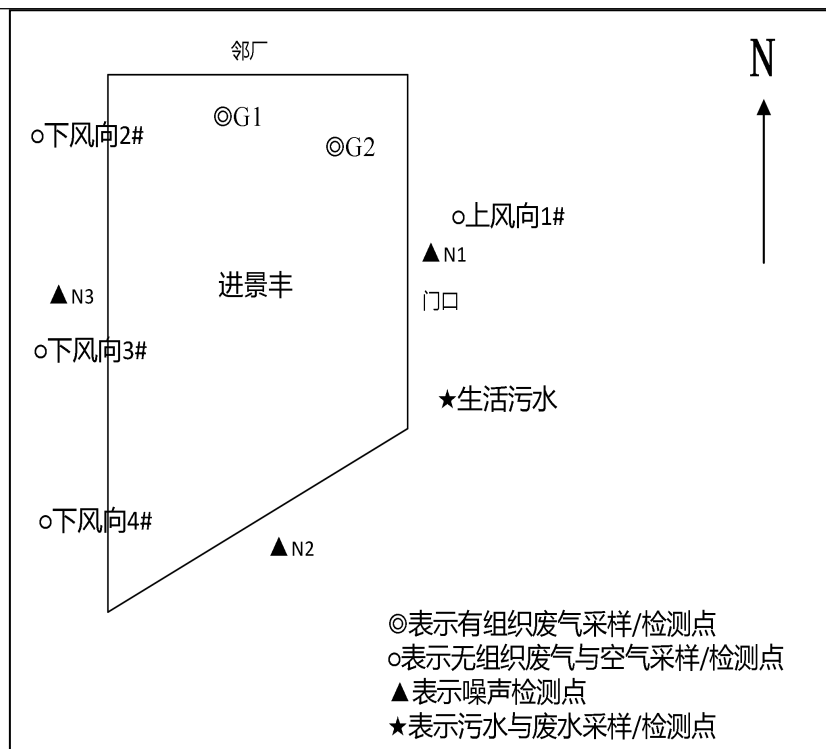 邻厂
N
◎G1
○下风向2#
◎G2
○上风向1#
▲N1
进景丰
▲N3
门口
○下风向3#
★生活污水
○下风向4#
▲N2
◎表示有组织废气采样/检测点
○表示无组织废气与空气采样/检测点
▲表示噪声检测点
★表示污水与废水采样/检测点